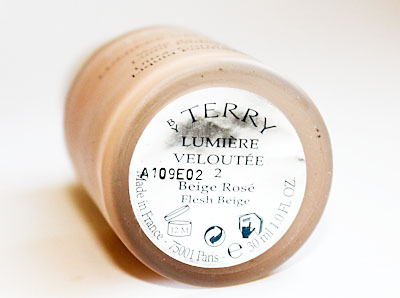 BY TERRY
LUMIÈRE
VELOUTÉE
A109E02 2
Beige Rosé
Flesh Beige
Made in France - 75001 Paris - e 30 ml 1.0 FL. OZ.
12 M